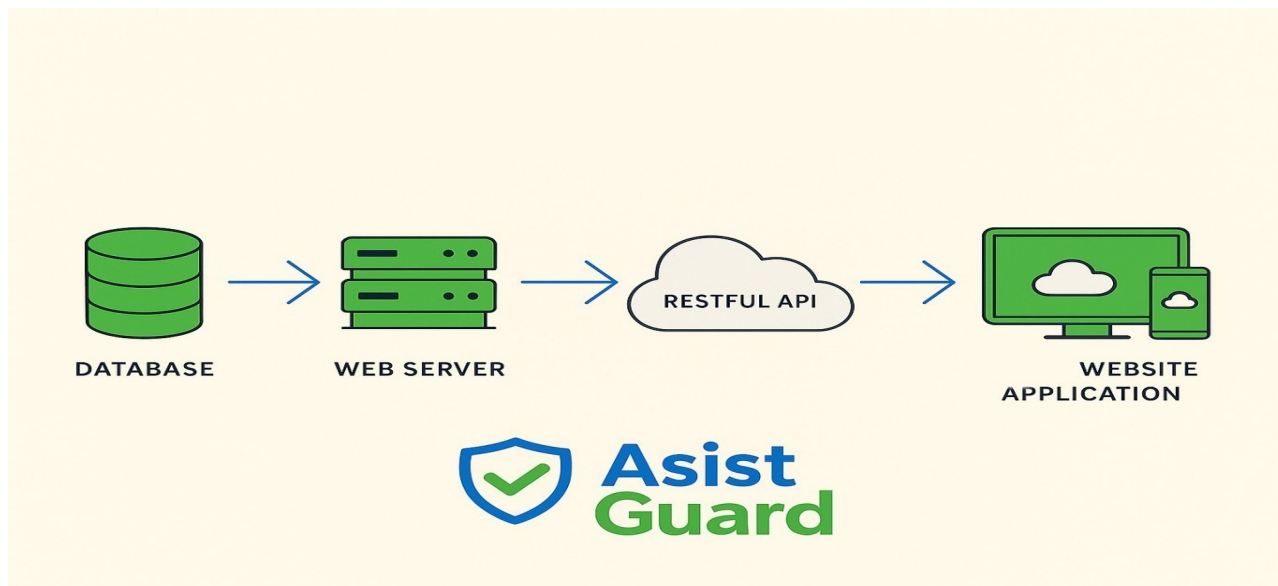 RESTFUL API
DATABASE
WEB SERVER
WEBSITE
APPLICATION
Asist
Guard